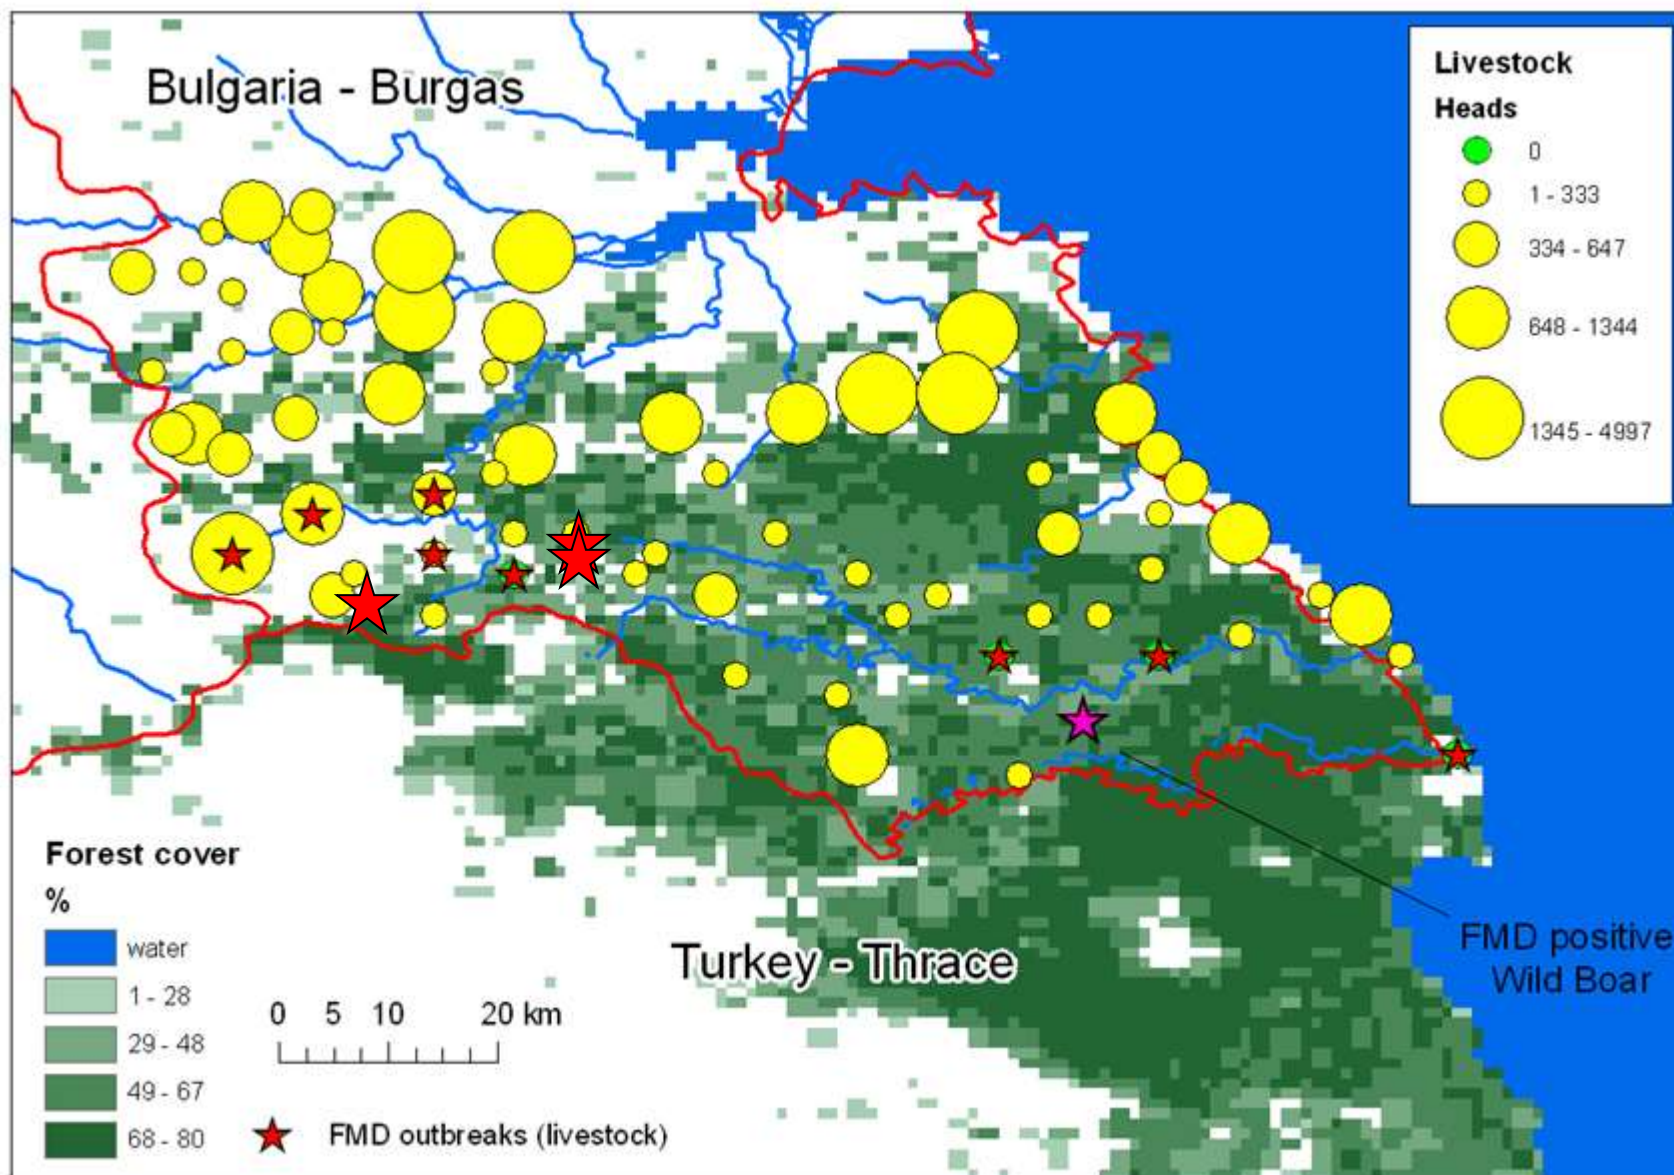 Bulgaria - Burgas
Livestock
Heads
0
1 - 333
334 - 647
648 - 1344
1345 - 4997
Forest cover
%
water
1 - 28
29 - 48
49 - 67
68 - 80
0 5 10 20 km
FMD outbreaks (livestock)
Turkey - Thrace
FMD positive
Wild Boar